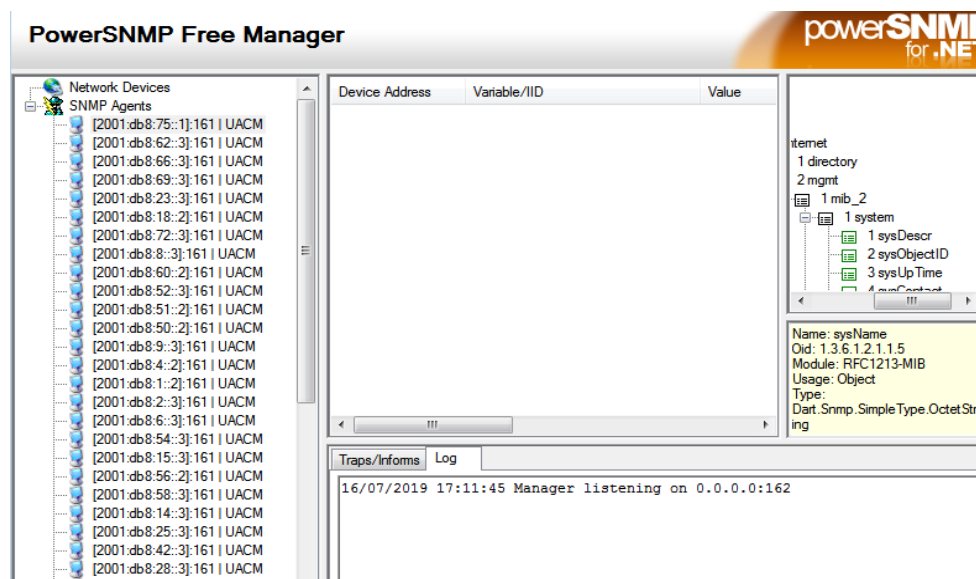 PowerSNMP Free Manager
powerSNM
for .NE
Network Devices
SNMP Agents
[2001:db8:75::1]:161 | UACM
[2001:db8:62::3]:161 | UACM
[2001:db8:66::3]:161 | UACM
[2001:db8:69::3]:161 | UACM
[2001:db8:23::3]:161 | UACM
[2001:db8:18::2]:161 | UACM
[2001:db8:72::3]:161 | UACM
[2001:db8:8::3]:161 | UACM
[2001:db8:60::2]:161 | UACM
[2001:db8:52::3]:161 | UACM
[2001:db8:51::2]:161 | UACM
[2001:db8:50::2]:161 | UACM
[2001:db8:9::3]:161 | UACM
[2001:db8:4::2]:161 | UACM
[2001:db8:1::2]:161 | UACM
[2001:db8:2::3]:161 | UACM
[2001:db8:6::3]:161 | UACM
[2001:db8:54::3]:161 | UACM
[2001:db8:15::3]:161 | UACM
[2001:db8:56::2]:161 | UACM
[2001:db8:58::3]:161 | UACM
[2001:db8:14::3]:161 | UACM
[2001:db8:25::3]:161 | UACM
[2001:db8:42::3]:161 | UACM
[2001:db8:28::3]:161 | UACM
Device Address Variable/IID Value
nternet
1 directory
2 mgmt
1 mib_2
1 system
1 sysDescr
2 sysObjectID
3 sysUpTime
4 sysContact
Name: sysName
Oid: 1.3.6.1.2.1.1.5
Module: RFC1213-MIB
Usage: Object
Type:
Dart.Snmp.SimpleType.OctetStr
ing
Traps/Informs Log
16/07/2019 17:11:45 Manager listening on 0.0.0.0:162